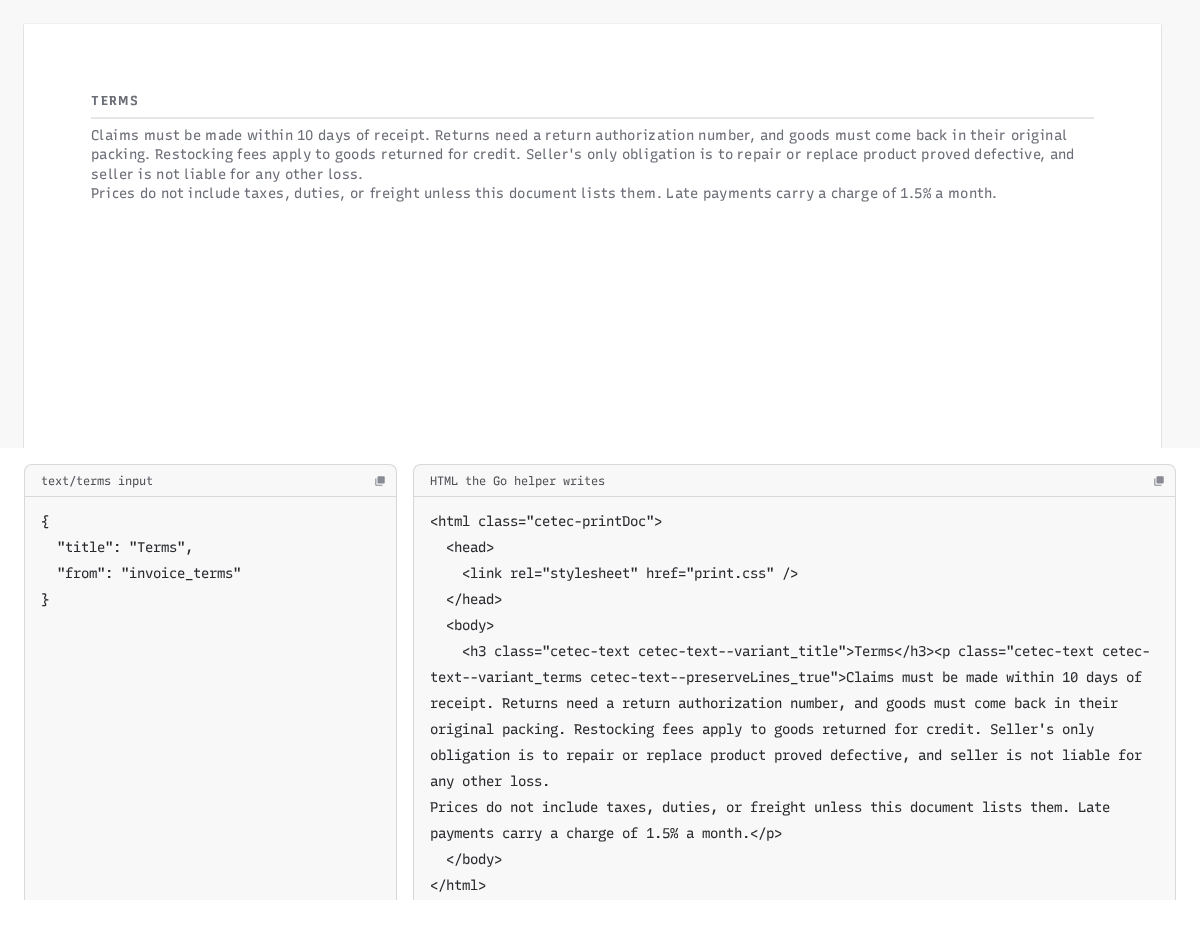 TERMS
Claims must be made within 10 days of receipt. Returns need a return authorization number, and goods must come back in their original
packing. Restocking fees apply to goods returned for credit. Seller's only obligation is to repair or replace product proved defective, and
seller is not liable for any other loss.
Prices do not include taxes, duties, or freight unless this document lists them. Late payments carry a charge of 1.5% a month.
text/terms input
{
  "title": "Terms",
  "from": "invoice_terms"
}
HTML the Go helper writes
<html class="cetec-printDoc">
  <head>
    <link rel="stylesheet" href="print.css" />
  </head>
  <body>
    <h3 class="cetec-text cetec-text--variant_title">Terms</h3><p class="cetec-text cetec-
text--variant_terms cetec-text--preserveLines_true">Claims must be made within 10 days of
receipt. Returns need a return authorization number, and goods must come back in their
original packing. Restocking fees apply to goods returned for credit. Seller's only
obligation is to repair or replace product proved defective, and seller is not liable for
any other loss.
Prices do not include taxes, duties, or freight unless this document lists them. Late
payments carry a charge of 1.5% a month.</p>
  </body>
</html>